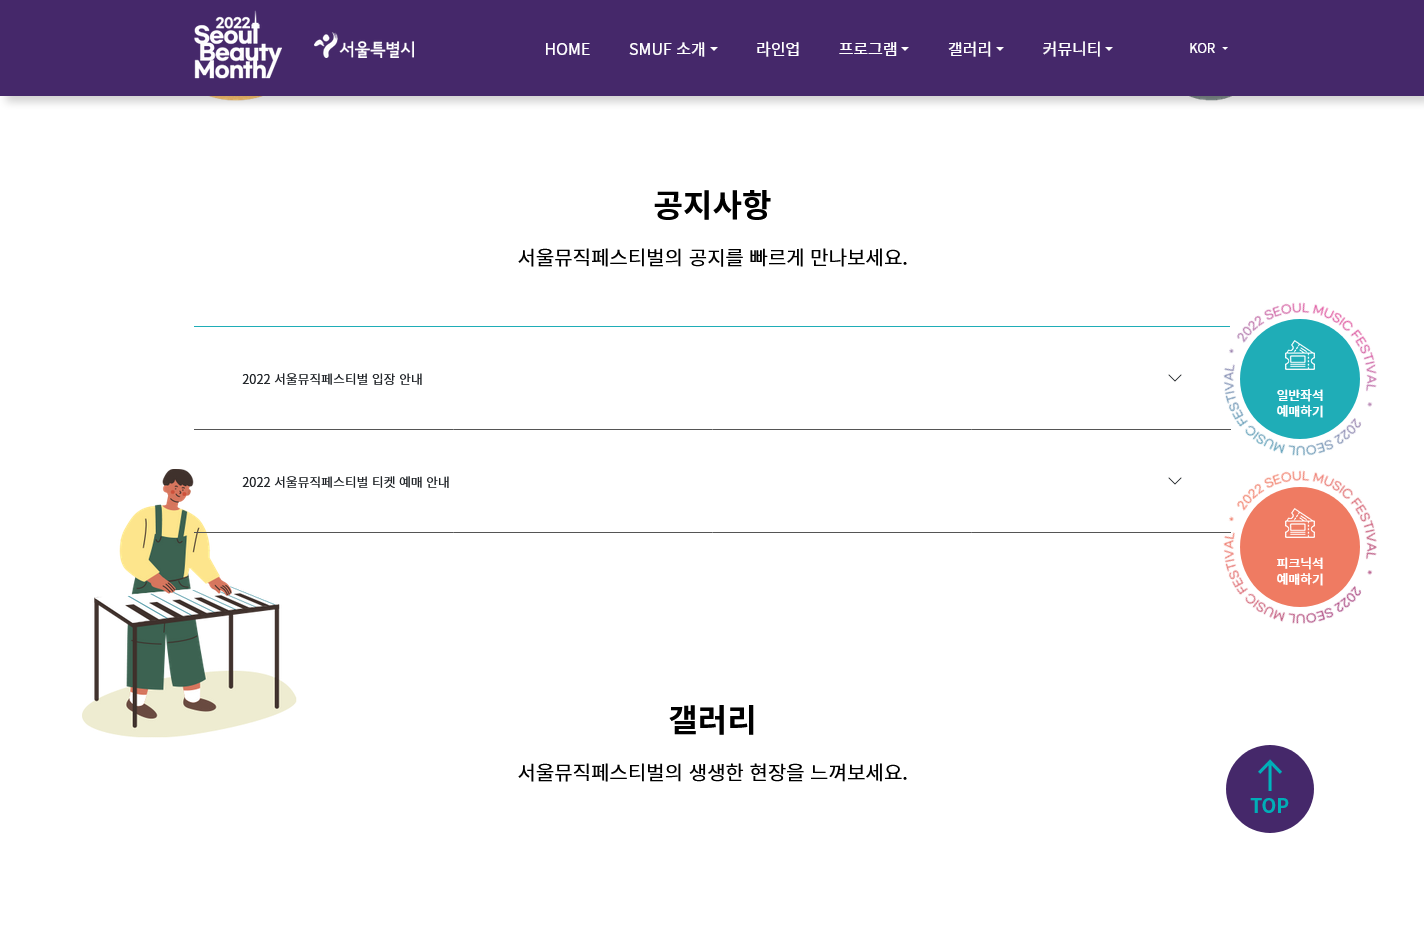 2022
Seoul
Beauty
Month
서울특별시
HOME
SMUF 소개
라인업
프로그램
갤러리
커뮤니티
KOR
공지사항
서울뮤직페스티벌의 공지를 빠르게 만나보세요.
2022 서울뮤직페스티벌 입장 안내
2022 서울뮤직페스티벌 티켓 예매 안내
2022 SEOUL MUSIC FESTIVAL • 2022 SEOUL MUSIC FESTIVAL •
일반좌석
예매하기
2022 SEOUL MUSIC FESTIVAL • 2022 SEOUL MUSIC FESTIVAL •
피크닉석
예매하기
갤러리
서울뮤직페스티벌의 생생한 현장을 느껴보세요.
TOP